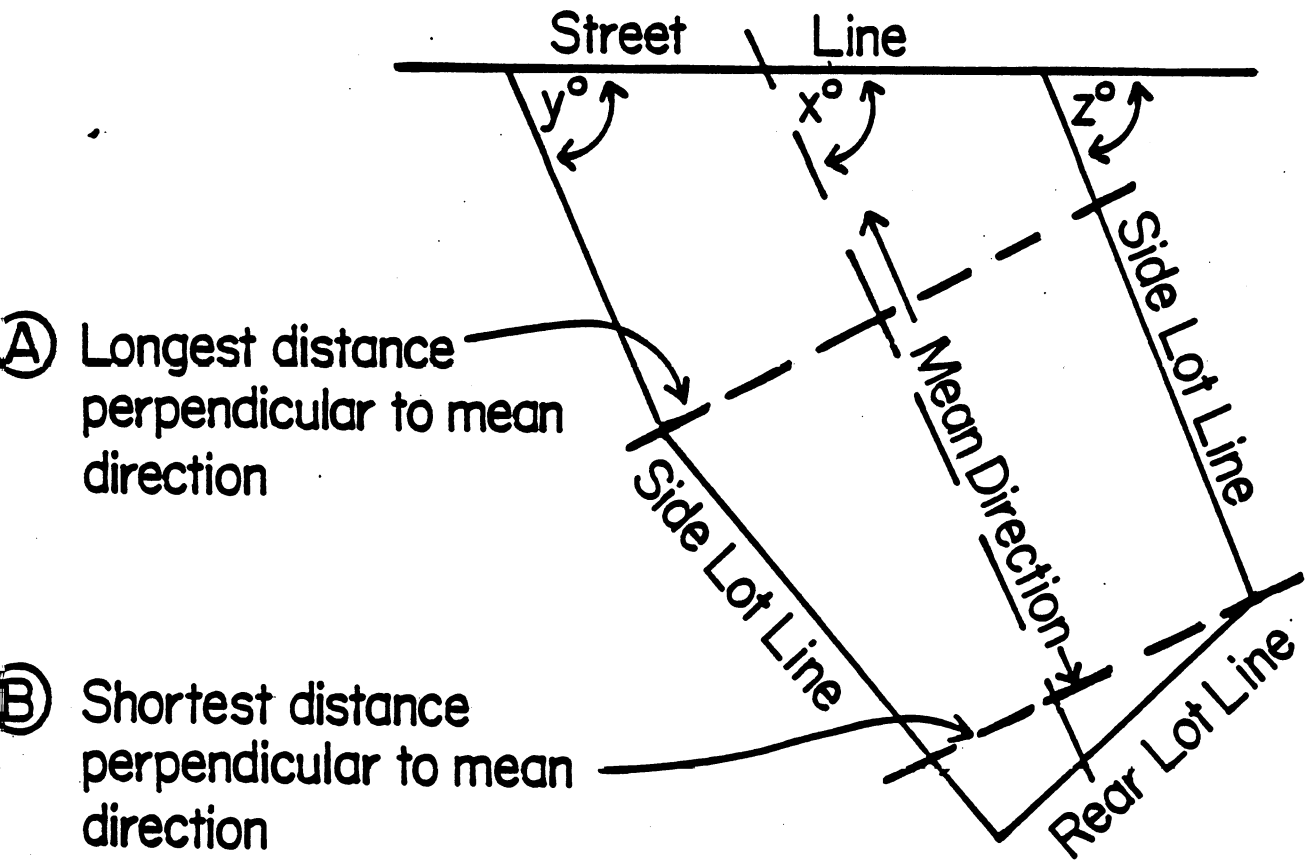 Street Line
y° x° z°
Side Lot Line
A Longest distance
perpendicular to mean
direction
Mean Direction
Side Lot Line
B Shortest distance
perpendicular to mean
direction
Rear Lot Line